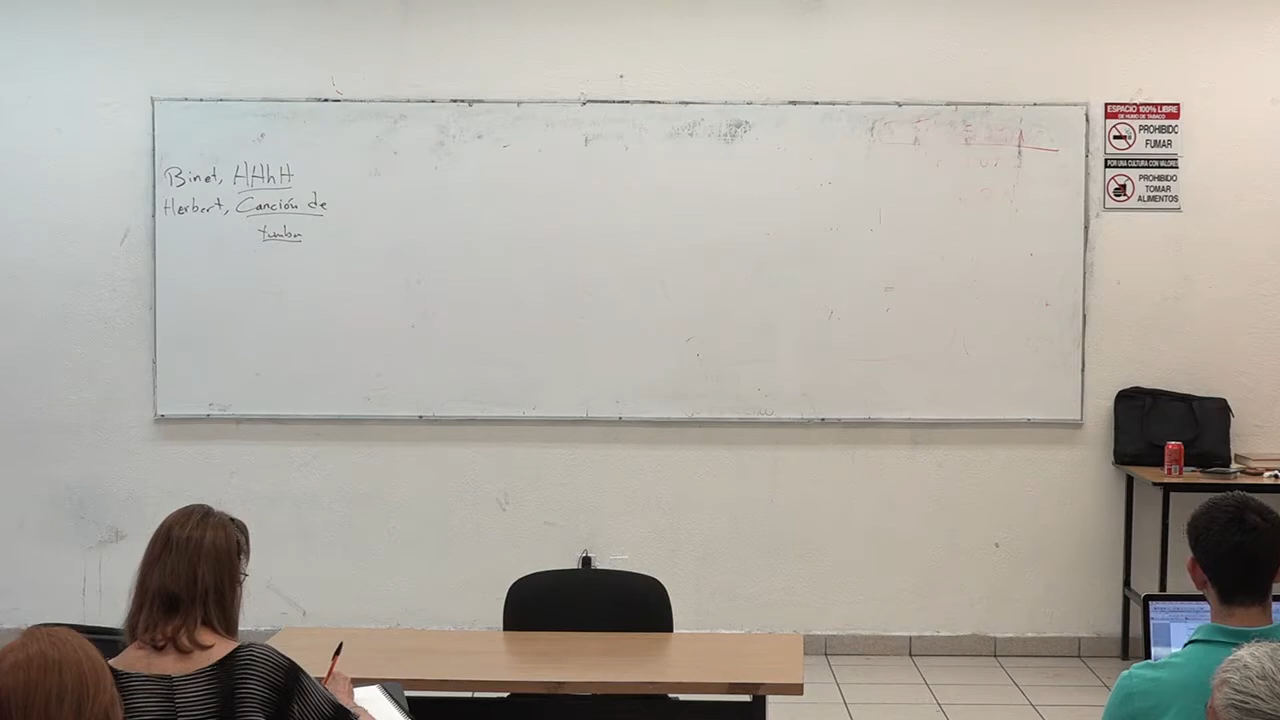 Binet, HHhH
Herbert, Canción de
tumba
ESPACIO 100% LIBRE
DE HUMO DE TABACO
PROHIBIDO
FUMAR
POR UNA CULTURA CON VALORES
PROHIBIDO
TOMAR
ALIMENTOS